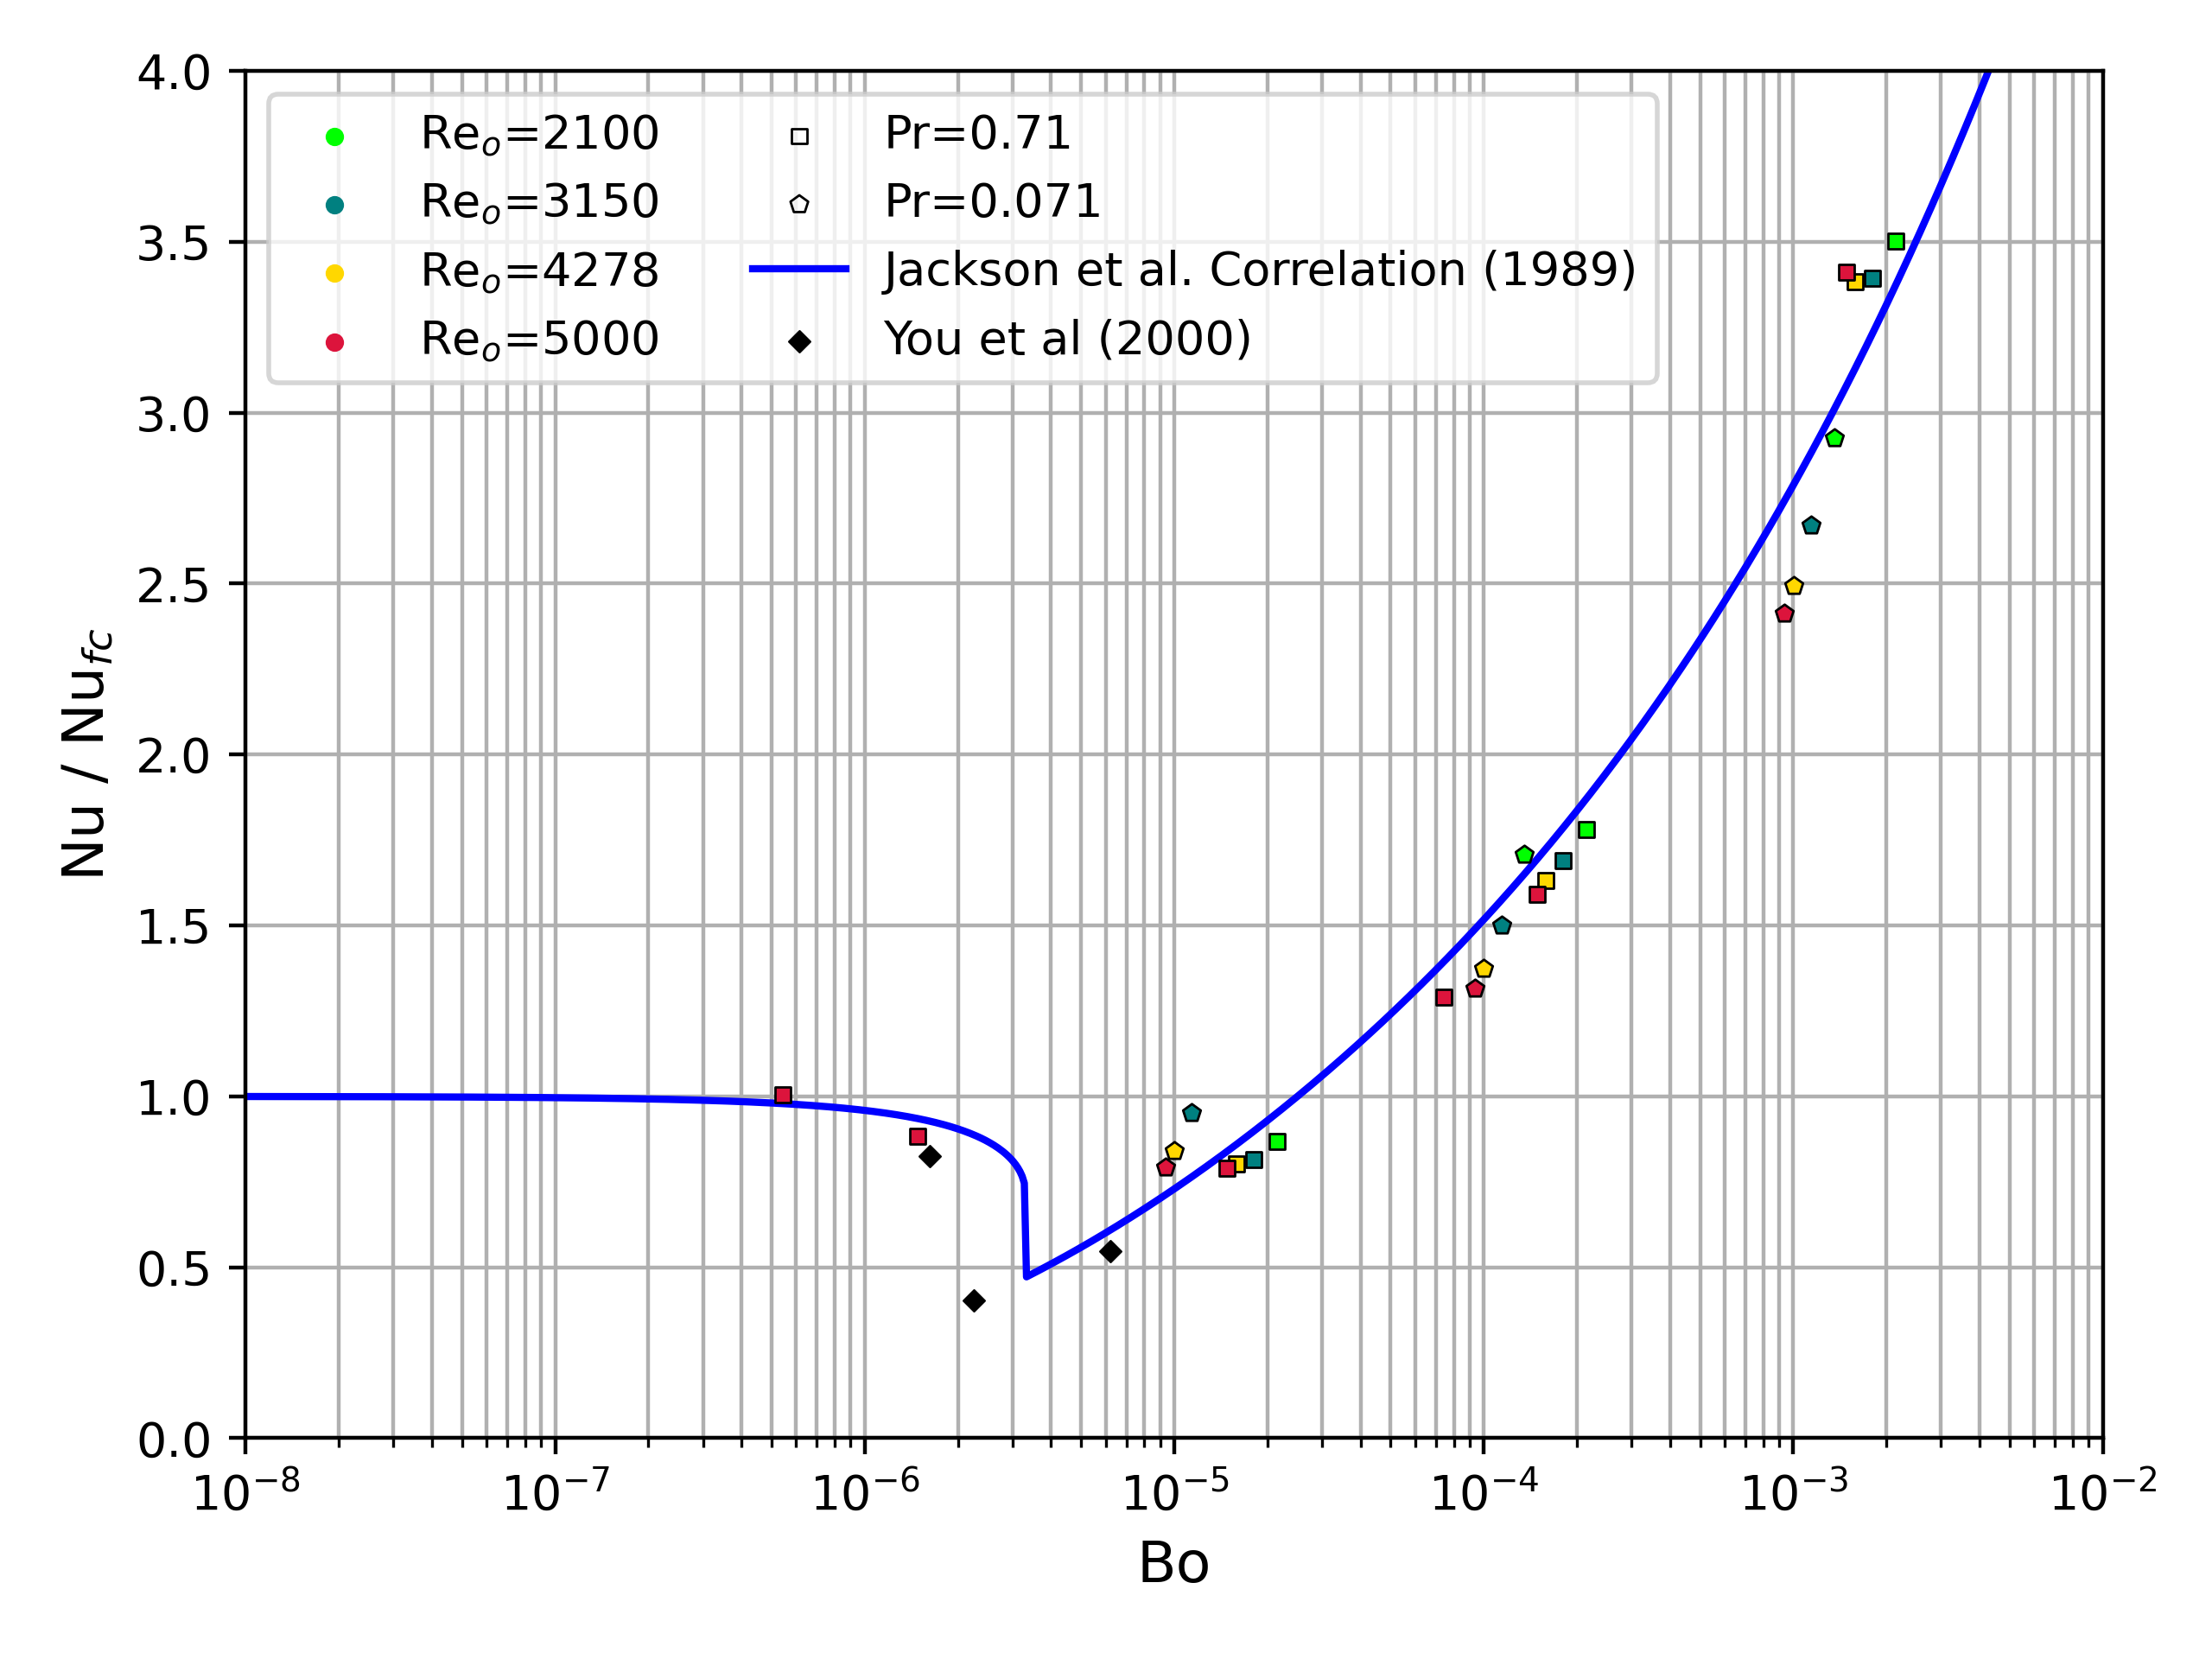 4.0
3.5
3.0
2.5
2.0
1.5
1.0
0.5
0.0
Nu / Nu_fc
Re_o=2100
Re_o=3150
Re_o=4278
Re_o=5000
Pr=0.71
Pr=0.071
Jackson et al. Correlation (1989)
You et al (2000)
10⁻⁸ 10⁻⁷ 10⁻⁶ 10⁻⁵ 10⁻⁴ 10⁻³ 10⁻²
Bo